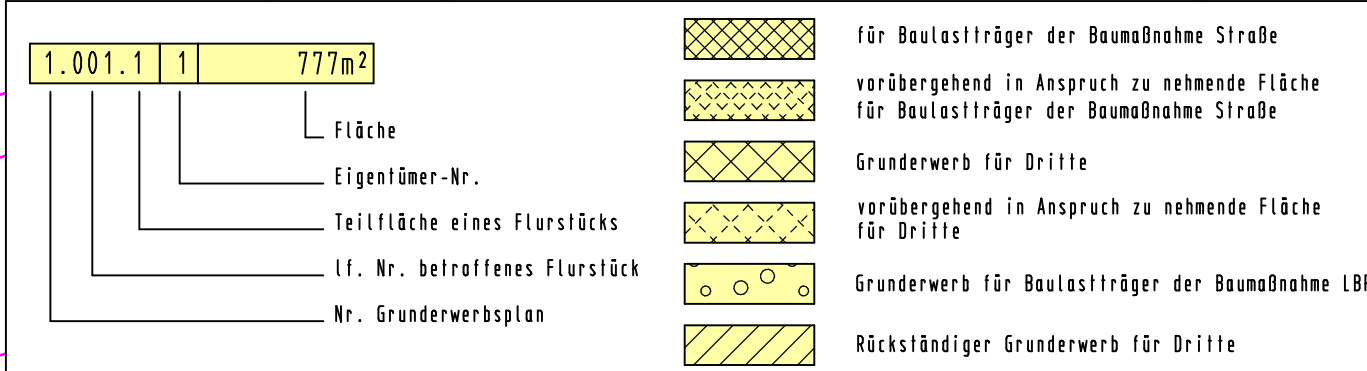 1.001.1 1 777m²
Fläche
Eigentümer-Nr.
Teilfläche eines Flurstücks
lf. Nr. betroffenes Flurstück
Nr. Grunderwerbsplan
für Baulastträger der Baumaßnahme Straße
vorübergehend in Anspruch zu nehmende Fläche
für Baulastträger der Baumaßnahme Straße
Grunderwerb für Dritte
vorübergehend in Anspruch zu nehmende Fläche
für Dritte
Grunderwerb für Baulastträger der Baumaßnahme
Rückständiger Grunderwerb für Dritte